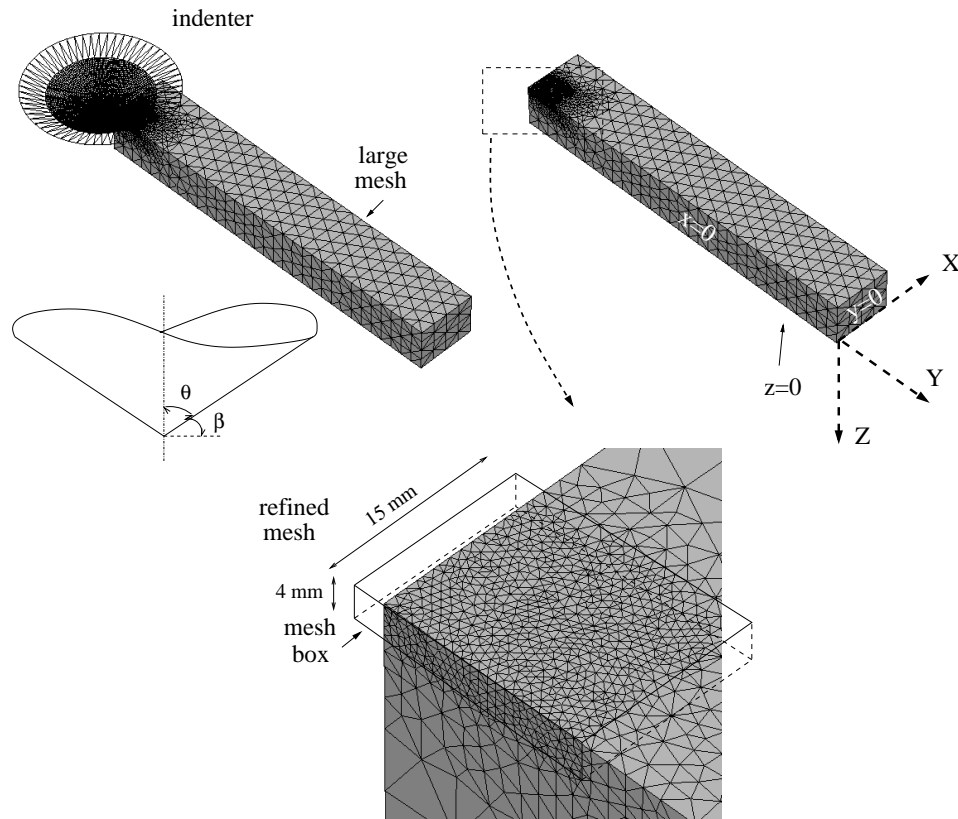 indenter
large
mesh
x=0
y=0
X
Y
Z
z=0
θ
β
refined
mesh
15 mm
4 mm
mesh
box